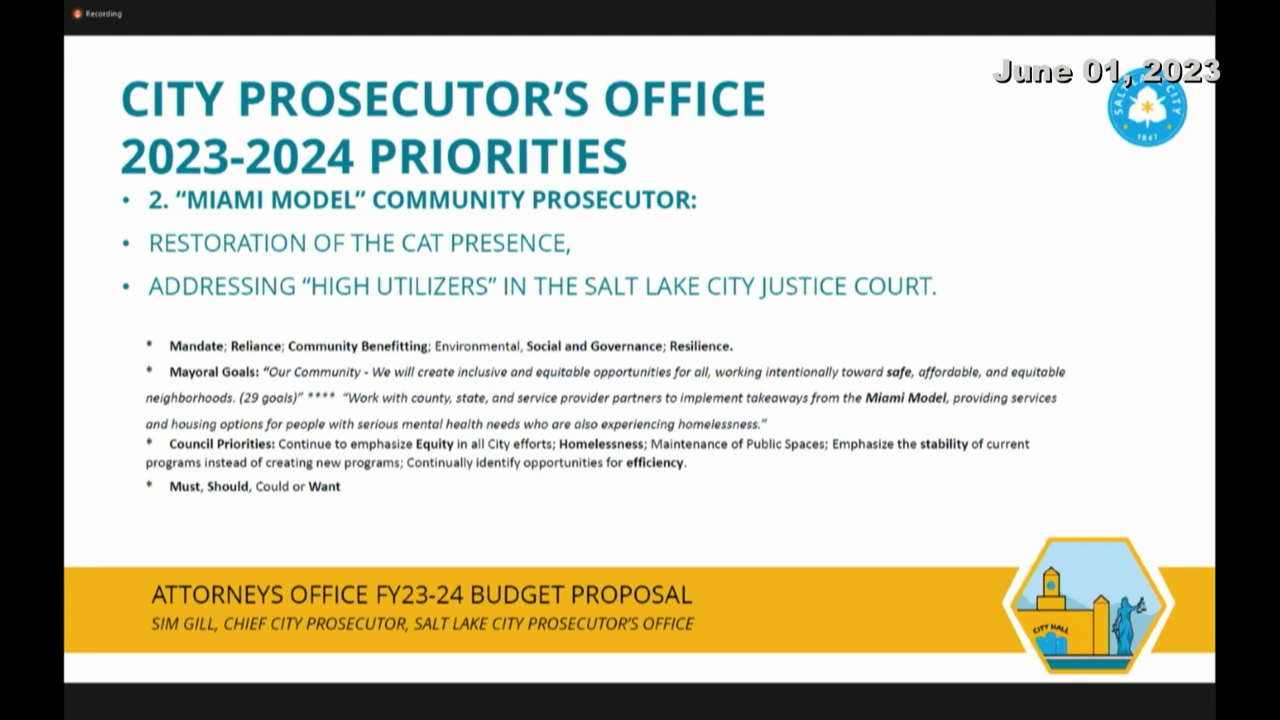 Recording
June 01, 2023
SALT LAKE CITY
1847
CITY PROSECUTOR'S OFFICE
2023-2024 PRIORITIES
• 2. “MIAMI MODEL” COMMUNITY PROSECUTOR:
• RESTORATION OF THE CAT PRESENCE,
• ADDRESSING “HIGH UTILIZERS” IN THE SALT LAKE CITY JUSTICE COURT.
* Mandate; Reliance; Community Benefitting; Environmental, Social and Governance; Resilience.
* Mayoral Goals: “Our Community - We will create inclusive and equitable opportunities for all, working intentionally toward safe, affordable, and equitable
neighborhoods. (29 goals)” **** “Work with county, state, and service provider partners to implement takeaways from the Miami Model, providing services
and housing options for people with serious mental health needs who are also experiencing homelessness.”
* Council Priorities: Continue to emphasize Equity in all City efforts; Homelessness; Maintenance of Public Spaces; Emphasize the stability of current
programs instead of creating new programs; Continually identify opportunities for efficiency.
* Must, Should, Could or Want
ATTORNEYS OFFICE FY23-24 BUDGET PROPOSAL
SIM GILL, CHIEF CITY PROSECUTOR, SALT LAKE CITY PROSECUTOR'S OFFICE
CITY HALL